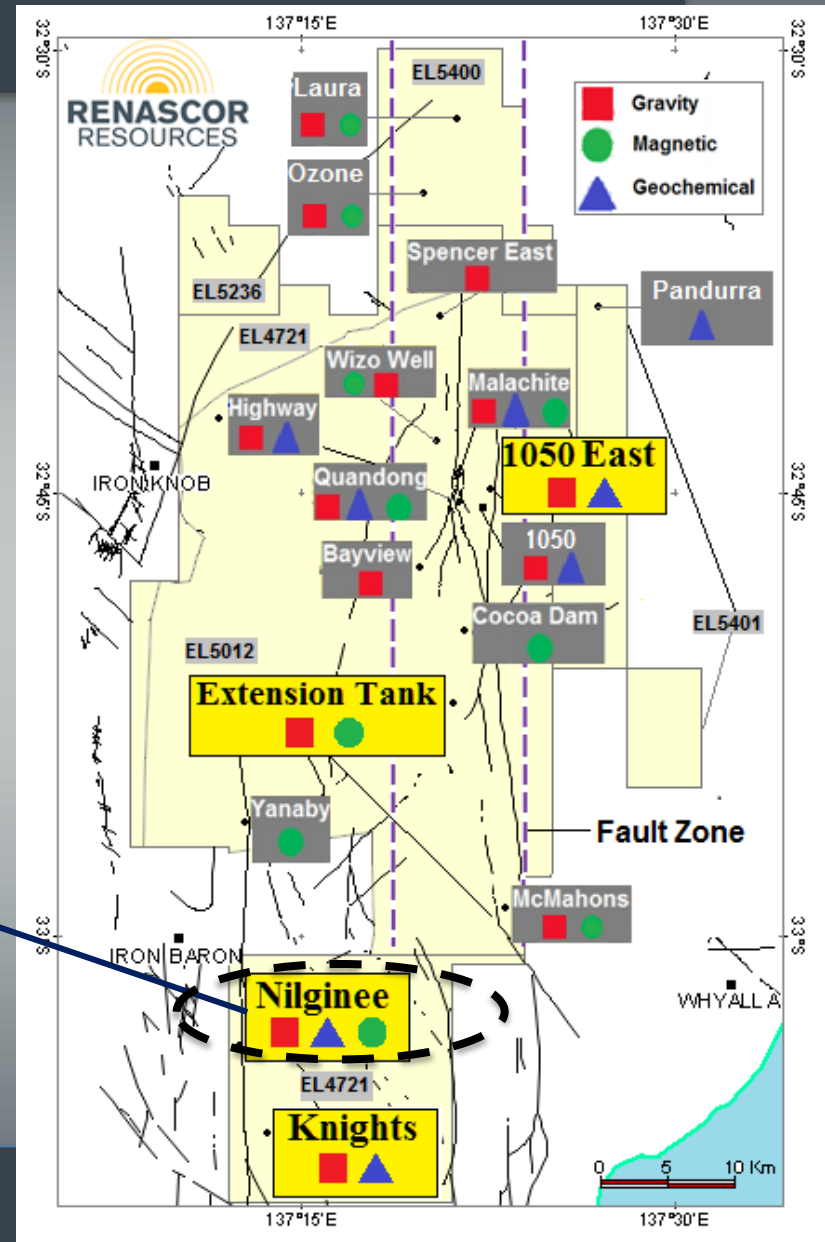 137°15'E
137°30'E
32°30'S
32°30'S
RENASCOR
RESOURCES
Laura
EL5400
Gravity
Magnetic
Geochemical
Ozone
Spencer East
EL5236
Pandurra
EL4721
Wizo Well
Malachite
Highway
1050 East
IRON KNOB
32°45'S
32°45'S
Quandong
1050
Bayview
Cocoa Dam
EL5401
EL5012
Extension Tank
Yanaby
Fault Zone
McMahons
33°S
33°S
IRON BARON
Nilginee
WHYALLA
EL4721
Knights
0 5 10 Km
137°15'E
137°30'E